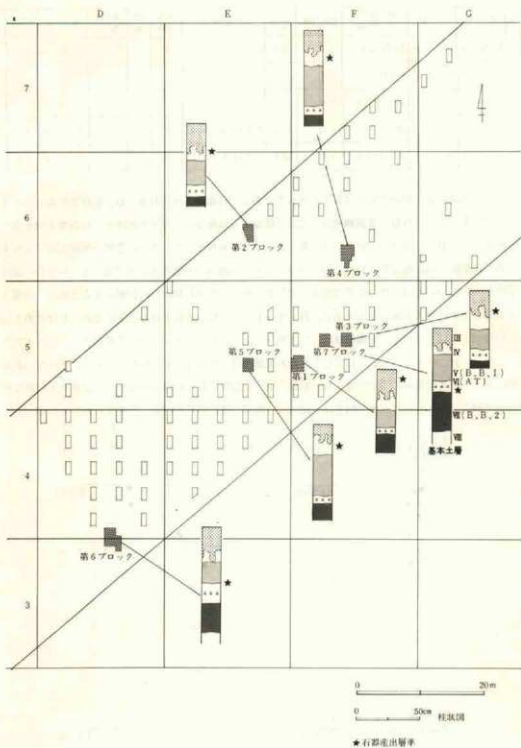 D E F G
7
6
5
4
3
★
★
第2ブロック
第4ブロック
第3ブロック
★
第5ブロック
第7ブロック
第1ブロック
III
IV
V(B,B,1)
VI(AT)
★
VII(B,B,2)
VIII
基本土層
★
★
第6ブロック
★
0 20m
0 50cm 柱状図
★石器産出層準